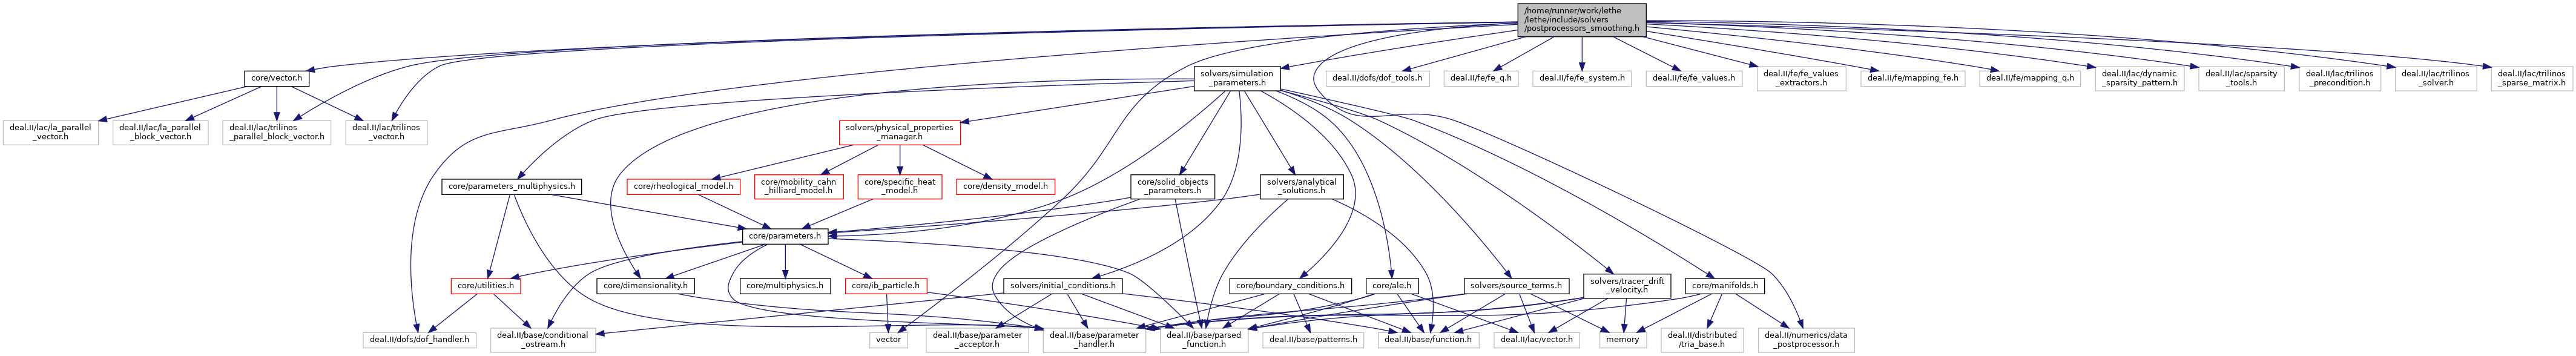 /home/runner/work/lethe
/lethe/include/solvers
/postprocessors_smoothing.h
core/vector.h
solvers/simulation
_parameters.h
deal.II/dofs/dof_tools.h
deal.II/fe/fe_q.h
deal.II/fe/fe_system.h
deal.II/fe/fe_values.h
deal.II/fe/fe_values
_extractors.h
deal.II/fe/mapping_fe.h
deal.II/fe/mapping_q.h
deal.II/lac/dynamic
_sparsity_pattern.h
deal.II/lac/sparsity
_tools.h
deal.II/lac/trilinos
_precondition.h
deal.II/lac/trilinos
_solver.h
deal.II/lac/trilinos
_sparse_matrix.h
deal.II/lac/la_parallel
_vector.h
deal.II/lac/la_parallel
_block_vector.h
deal.II/lac/trilinos
_parallel_block_vector.h
deal.II/lac/trilinos
_vector.h
solvers/physical_properties
_manager.h
core/parameters_multiphysics.h
core/rheological_model.h
core/mobility_cahn
_hilliard_model.h
core/specific_heat
_model.h
core/density_model.h
core/solid_objects
_parameters.h
solvers/analytical
_solutions.h
core/parameters.h
core/utilities.h
core/dimensionality.h
core/multiphysics.h
core/ib_particle.h
solvers/initial_conditions.h
core/boundary_conditions.h
core/ale.h
solvers/source_terms.h
solvers/tracer_drift
_velocity.h
core/manifolds.h
deal.II/dofs/dof_handler.h
deal.II/base/conditional
_ostream.h
vector
deal.II/base/parameter
_acceptor.h
deal.II/base/parameter
_handler.h
deal.II/base/parsed
_function.h
deal.II/base/patterns.h
deal.II/base/function.h
deal.II/lac/vector.h
memory
deal.II/distributed
/tria_base.h
deal.II/numerics/data
_postprocessor.h